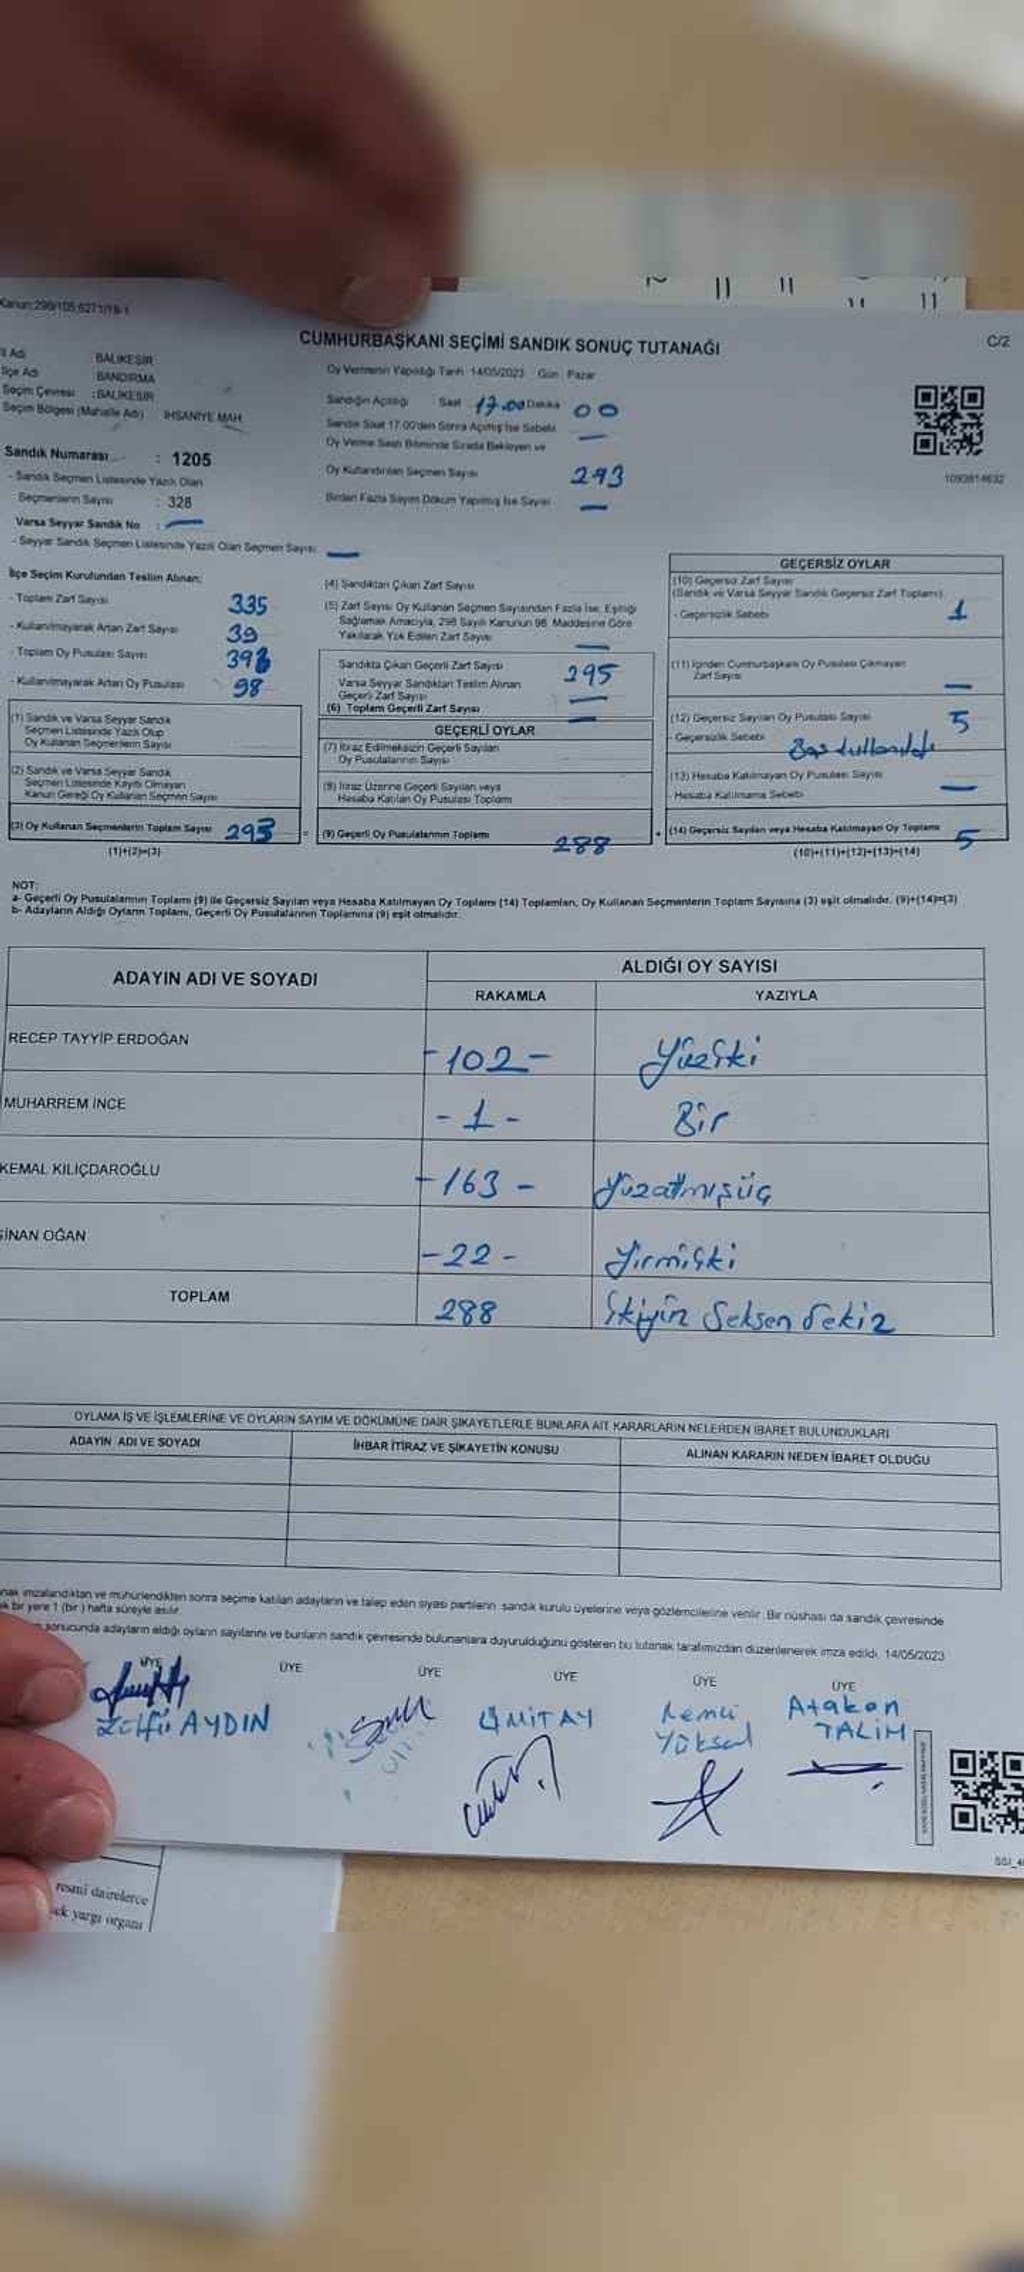 Kanun:298/105,6271/19-1
CUMHURBAŞKANI SEÇİMİ SANDIK SONUÇ TUTANAĞI
C/2
İl Adı BALIKESİR
İlçe Adı BANDIRMA
Seçim Çevresi : BALIKESİR
Seçim Bölgesi (Mahalle Adı) İHSANİYE MAH.
Sandık Numarası : 1205
- Sandık Seçmen Listesinde Yazılı Olan
Seçmenlerin Sayısı : 328
Varsa Seyyar Sandık No : —
- Seyyar Sandık Seçmen Listesinde Yazılı Olan Seçmen Sayısı: —
Oy Vermenin Yapıldığı Tarih: 14/05/2023 Gün: Pazar
Sandığın Açılışı Saat 17.00 Dakika 00
Sandık Saat 17.00'den Sonra Açılmış İse Sebebi —
Oy Verme Saati Bitiminde Sırada Bekleyen ve
Oy Kullandırılan Seçmen Sayısı 293
Birden Fazla Sayım Döküm Yapılmış İse Sayısı —
İlçe Seçim Kurulundan Teslim Alınan:
- Toplam Zarf Sayısı 335
- Kullanılmayarak Artan Zarf Sayısı 39
- Toplam Oy Pusulası Sayısı
- Kullanılmayarak Artan Oy Pusulası 98
(1) Sandık ve Varsa Seyyar Sandık
Seçmen Listesinde Yazılı Olup
Oy Kullanan Seçmenlerin Sayısı
(2) Sandık ve Varsa Seyyar Sandık
Seçmen Listesinde Kayıtlı Olmayan
Kanun Gereği Oy Kullanan Seçmen Sayısı
(3) Oy Kullanan Seçmenlerin Toplam Sayısı 293
(1)+(2)=(3)
(4) Sandıktan Çıkan Zarf Sayısı
(5) Zarf Sayısı Oy Kullanan Seçmen Sayısından Fazla İse, Eşitliği
Sağlamak Amacıyla, 298 Sayılı Kanunun 98. Maddesine Göre
Yakılarak Yok Edilen Zarf Sayısı —
Sandıkta Çıkan Geçerli Zarf Sayısı 295
Varsa Seyyar Sandıktan Teslim Alınan
Geçerli Zarf Sayısı —
(6) Toplam Geçerli Zarf Sayısı —
GEÇERLİ OYLAR
(7) İtiraz Edilmeksizin Geçerli Sayılan
Oy Pusulalarının Sayısı
(8) İtiraz Üzerine Geçerli Sayılan veya
Hesaba Katılan Oy Pusulası Toplamı
(9) Geçerli Oy Pusulalarının Toplamı 288
GEÇERSİZ OYLAR
(10) Geçersiz Zarf Sayısı
(Sandık ve Varsa Seyyar Sandık Geçersiz Zarf Toplamı)
- Geçersizlik Sebebi 1
(11) İçinden Cumhurbaşkanı Oy Pusulası Çıkmayan
Zarf Sayısı —
(12) Geçersiz Sayılan Oy Pusulası Sayısı 5
- Geçersizlik Sebebi
(13) Hesaba Katılmayan Oy Pusulası Sayısı —
- Hesaba Katılmama Sebebi
(14) Geçersiz Sayılan veya Hesaba Katılmayan Oy Toplamı 5
(10)+(11)+(12)+(13)=(14)
NOT:
a- Geçerli Oy Pusulalarının Toplamı (9) ile Geçersiz Sayılan veya Hesaba Katılmayan Oy Toplamı (14) Toplamları, Oy Kullanan Seçmenlerin Toplam Sayısına (3) eşit olmalıdır. (9)+(14)=(3)
b- Adayların Aldığı Oyların Toplamı, Geçerli Oy Pusulalarının Toplamına (9) eşit olmalıdır.
ADAYIN ADI VE SOYADI ALDIĞI OY SAYISI
RAKAMLA YAZIYLA
RECEP TAYYİP ERDOĞAN -102- Yüziki
MUHARREM İNCE -1- Bir
KEMAL KILIÇDAROĞLU -163- Yüzatmışüç
SİNAN OĞAN -22- Yirmiiki
TOPLAM 288 İkiyüz Seksen Sekiz
OYLAMA İŞ VE İŞLEMLERİNE VE OYLARIN SAYIM VE DÖKÜMÜNE DAİR ŞİKAYETLERLE BUNLARA AİT KARARLARIN NELERDEN İBARET BULUNDUKLARI
ADAYIN ADI VE SOYADI İHBAR İTİRAZ VE ŞİKAYETİN KONUSU ALINAN KARARIN NEDEN İBARET OLDUĞU
imzalandıktan ve mühürlendikten sonra seçime katılan adayların ve talep eden siyasi partilerin sandık kurulu üyelerine veya gözlemcilerine verilir. Bir nüshası da sandık çevresinde
bir yere 1 (bir) hafta süreyle asılır.
sonucunda adayların aldığı oyların sayılarını ve bunların sandık çevresinde bulunanlara duyurulduğunu gösteren bu tutanak tarafımızdan düzenlenerek imza edildi. 14/05/2023
ÜYE ÜYE ÜYE ÜYE ÜYE ÜYE
AYDIN ÜMİT AY Remzi Yüksel Atakan TALİM
resmî dairelerce
yargı organı